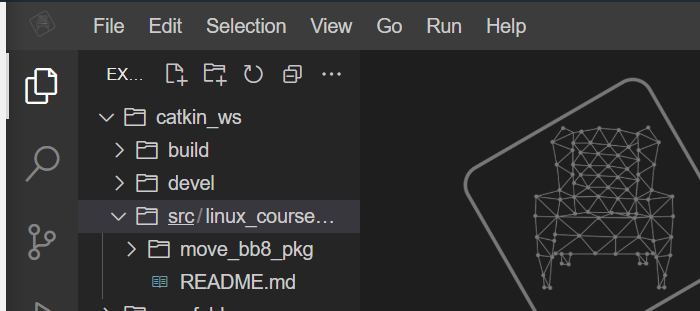 File Edit Selection View Go Run Help
EX...
catkin_ws
build
devel
src/linux_course...
move_bb8_pkg
README.md